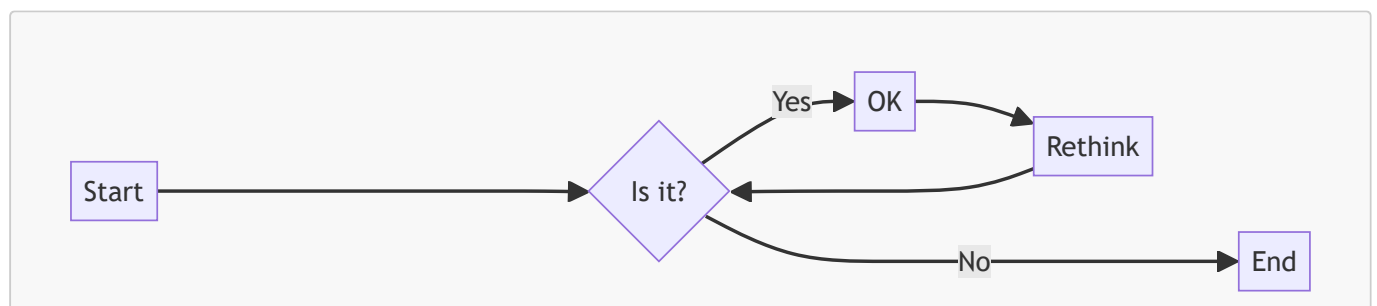 Start
Is it?
Yes
OK
Rethink
No
End